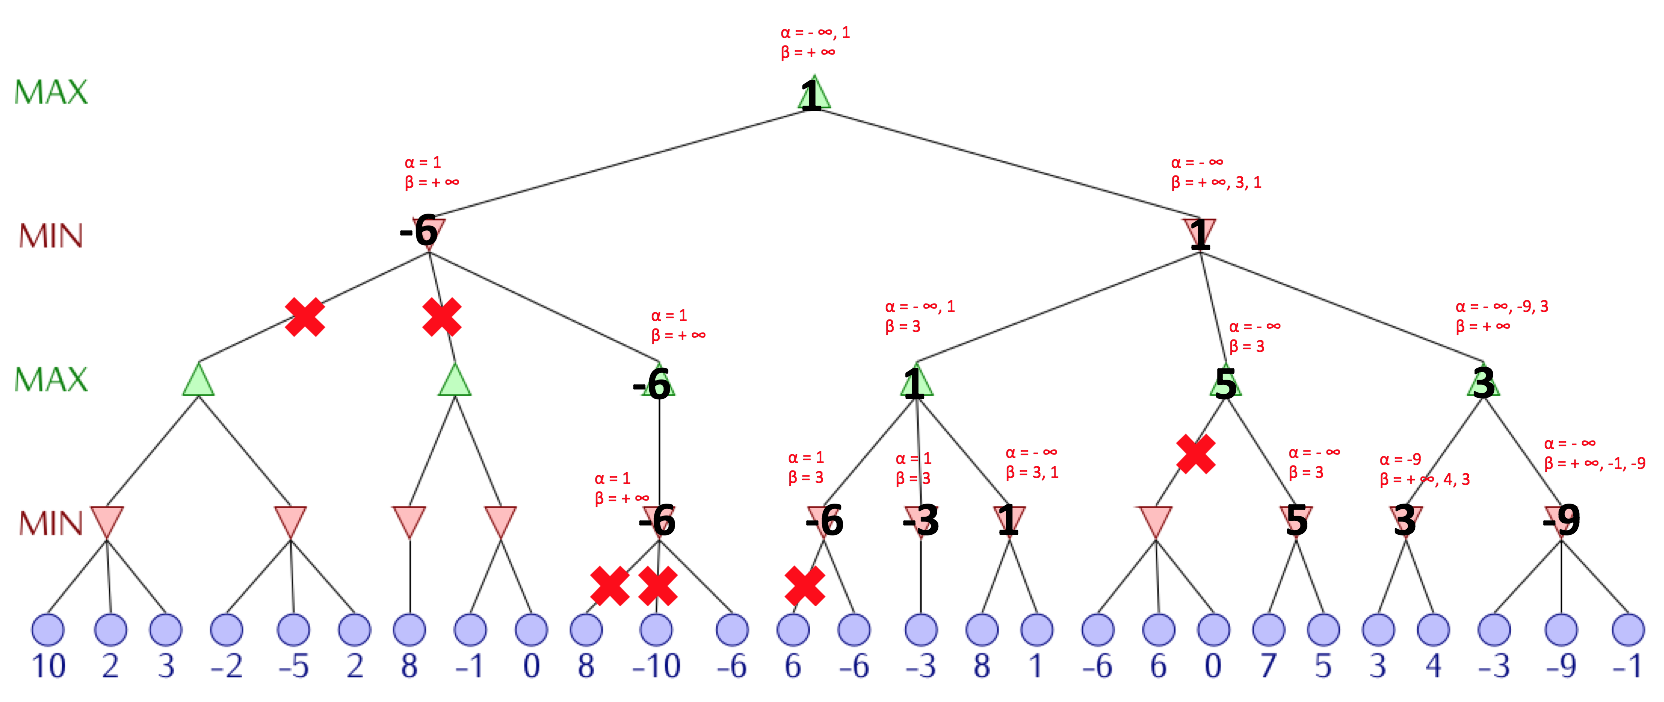 α = - ∞, 1
β = + ∞
MAX
1
α = 1
β = + ∞
α = - ∞
β = + ∞, 3, 1
MIN
-6
1
α = 1
β = + ∞
α = - ∞, 1
β = 3
α = - ∞
β = 3
α = - ∞, -9, 3
β = + ∞
MAX
-6
1
5
3
α = 1
β = + ∞
α = 1
β = 3
α = 1
β = 3
α = - ∞
β = 3, 1
α = - ∞
β = 3
α = -9
β = + ∞, 4, 3
α = - ∞
β = + ∞, -1, -9
MIN
-6
-6
-3
1
5
3
-9
10 2 3 -2 -5 2 8 -1 0 8 -10 -6 6 -6 -3 8 1 -6 6 0 7 5 3 4 -3 -9 -1